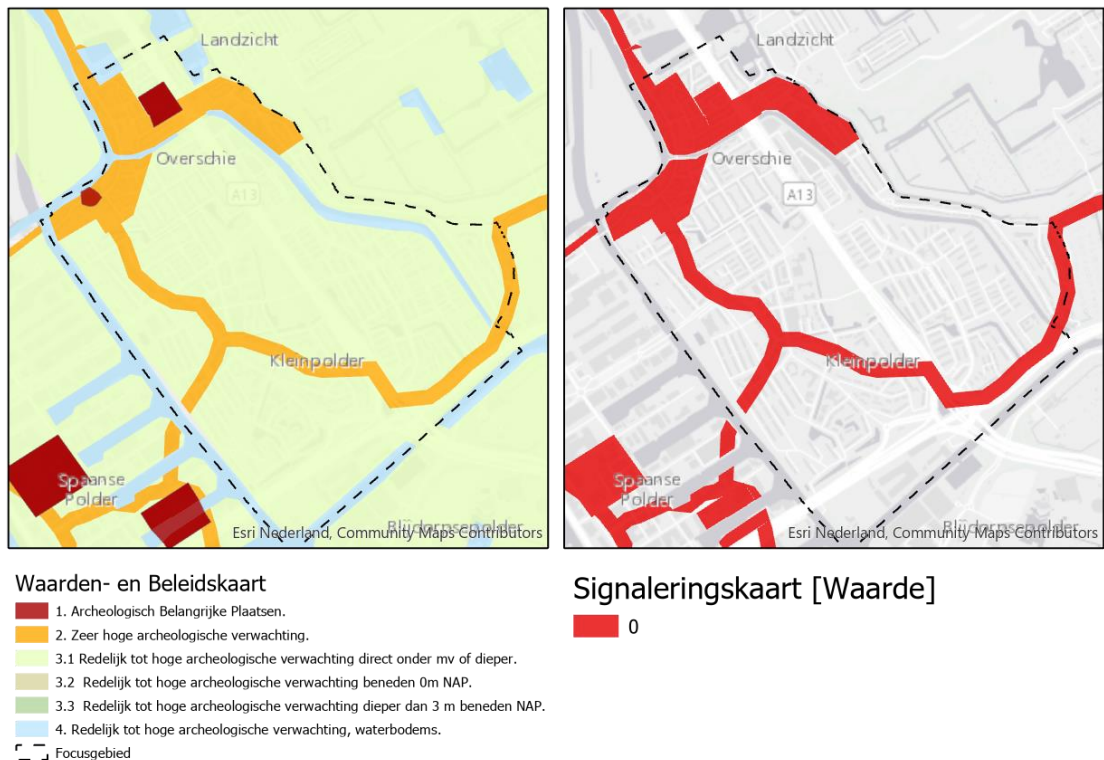 Landzicht
Overschie
A13
Kleinpolder
Spaanse
Polder
Blijdorpsepolder
Esri Nederland, Community Maps Contributors
Landzicht
Overschie
A13
Kleinpolder
Spaanse
Polder
Blijdorpsepolder
Esri Nederland, Community Maps Contributors
Waarden- en Beleidskaart
1. Archeologisch Belangrijke Plaatsen.
2. Zeer hoge archeologische verwachting.
3.1 Redelijk tot hoge archeologische verwachting direct onder mv of dieper.
3.2 Redelijk tot hoge archeologische verwachting beneden 0m NAP.
3.3 Redelijk tot hoge archeologische verwachting dieper dan 3 m beneden NAP.
4. Redelijk tot hoge archeologische verwachting, waterbodems.
Focusgebied
Signaleringskaart [Waarde]
0